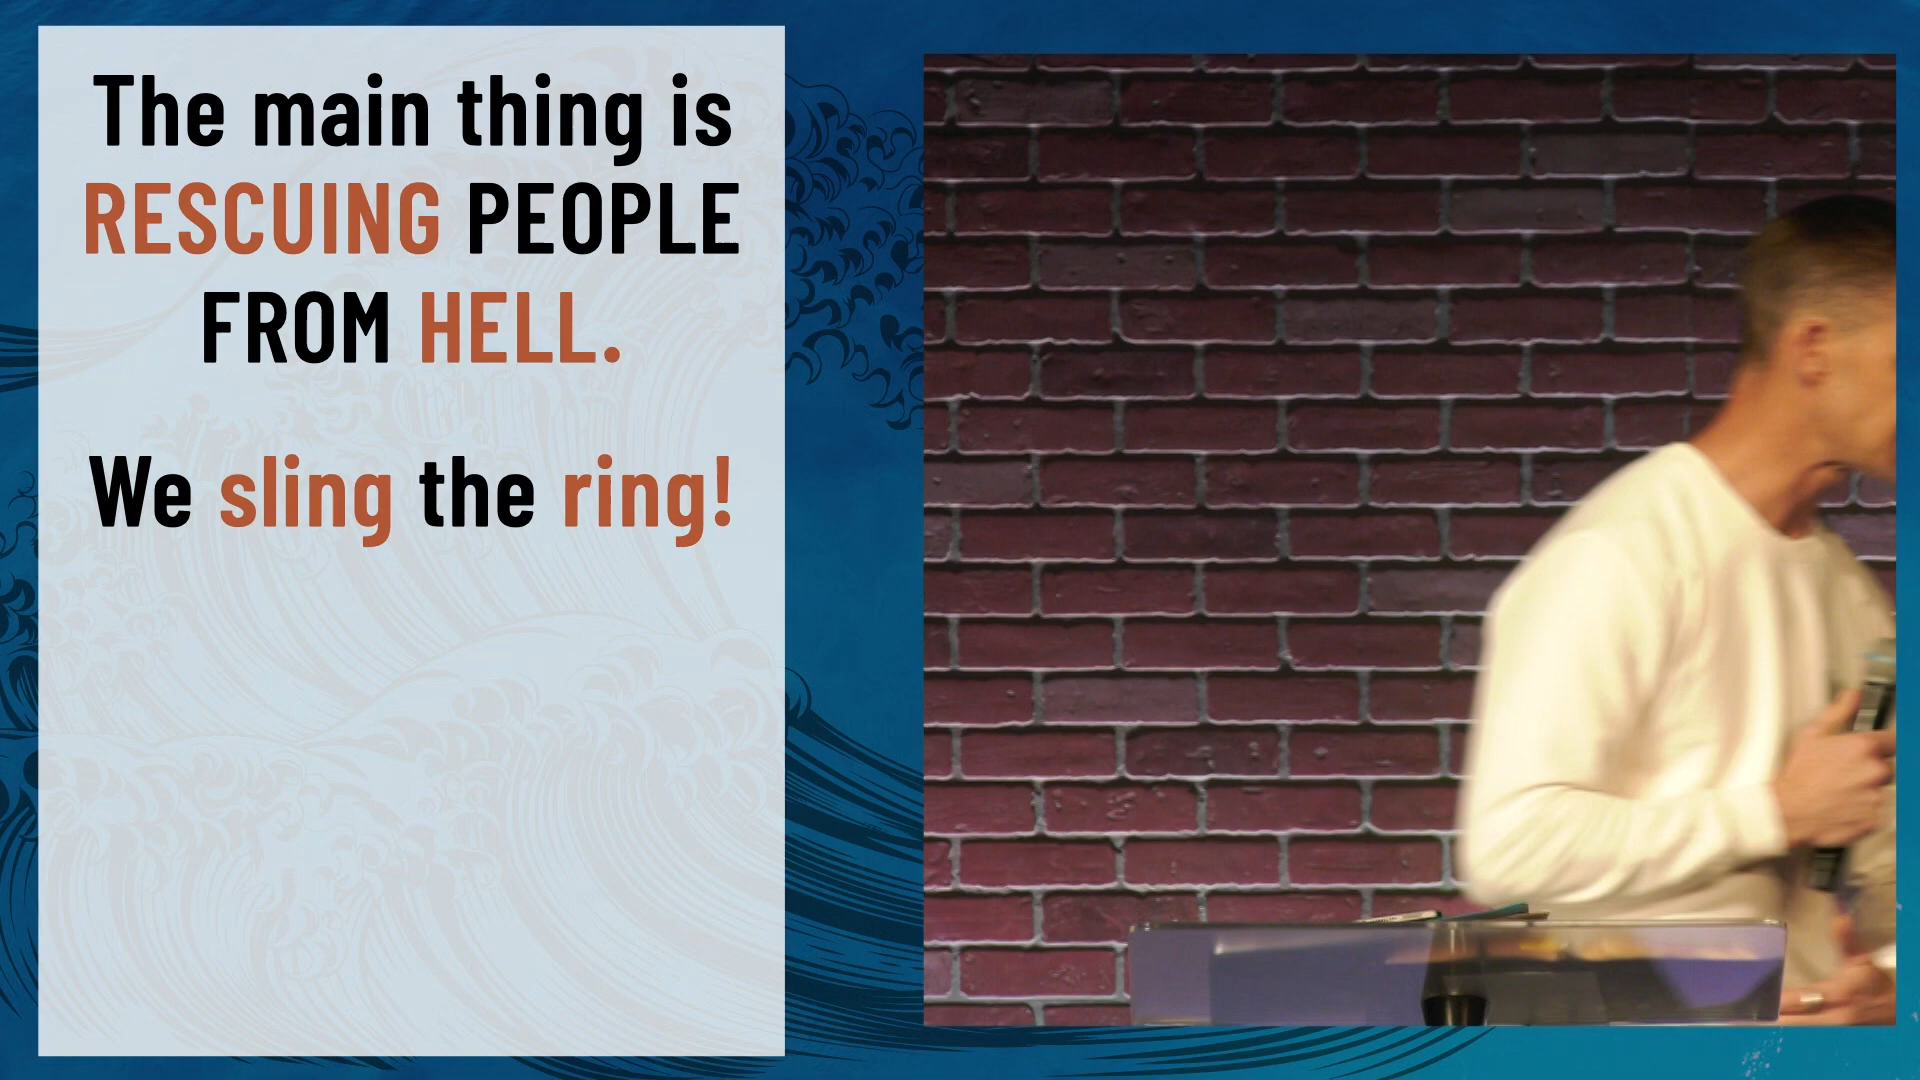 The main thing is
RESCUING PEOPLE
FROM HELL.
We sling the ring!